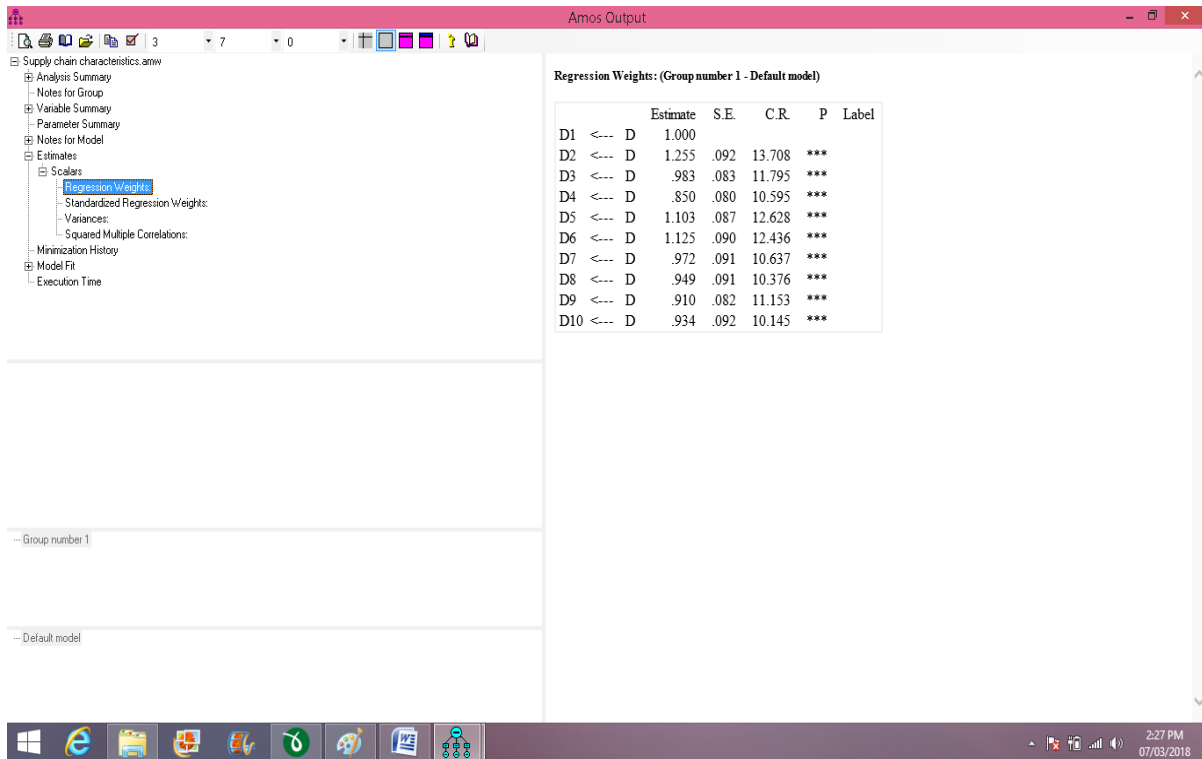 Amos Output
3 7 0
Supply chain characteristics.amw
Analysis Summary
Notes for Group
Variable Summary
Parameter Summary
Notes for Model
Estimates
Scalars
Regression Weights:
Standardized Regression Weights:
Variances:
Squared Multiple Correlations:
Minimization History
Model Fit
Execution Time
Group number 1
Default model
Regression Weights: (Group number 1 - Default model)
Estimate S.E. C.R. P Label
D1 <--- D 1.000
D2 <--- D 1.255 .092 13.708 ***
D3 <--- D .983 .083 11.795 ***
D4 <--- D .850 .080 10.595 ***
D5 <--- D 1.103 .087 12.628 ***
D6 <--- D 1.125 .090 12.436 ***
D7 <--- D .972 .091 10.637 ***
D8 <--- D .949 .091 10.376 ***
D9 <--- D .910 .082 11.153 ***
D10 <--- D .934 .092 10.145 ***
2:27 PM
07/03/2018